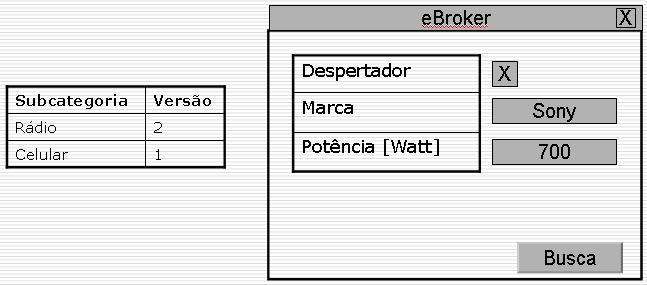 Subcategoria Versão
Rádio 2
Celular 1
eBroker X
Despertador X
Marca Sony
Potência [Watt] 700
Busca